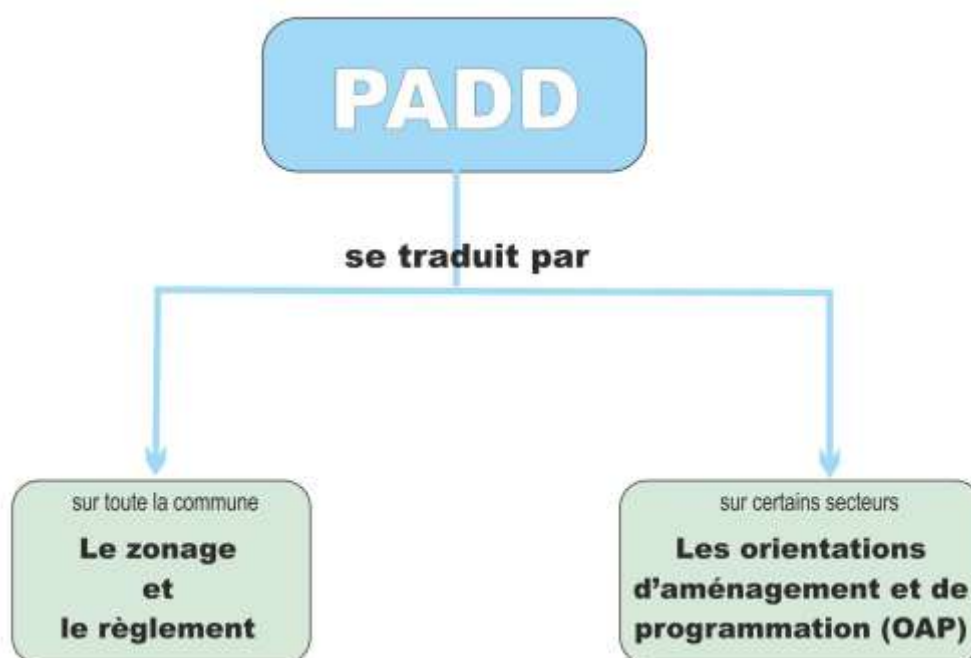 PADD
se traduit par
sur toute la commune
Le zonage
et
le règlement
sur certains secteurs
Les orientations
d'aménagement et de
programmation (OAP)